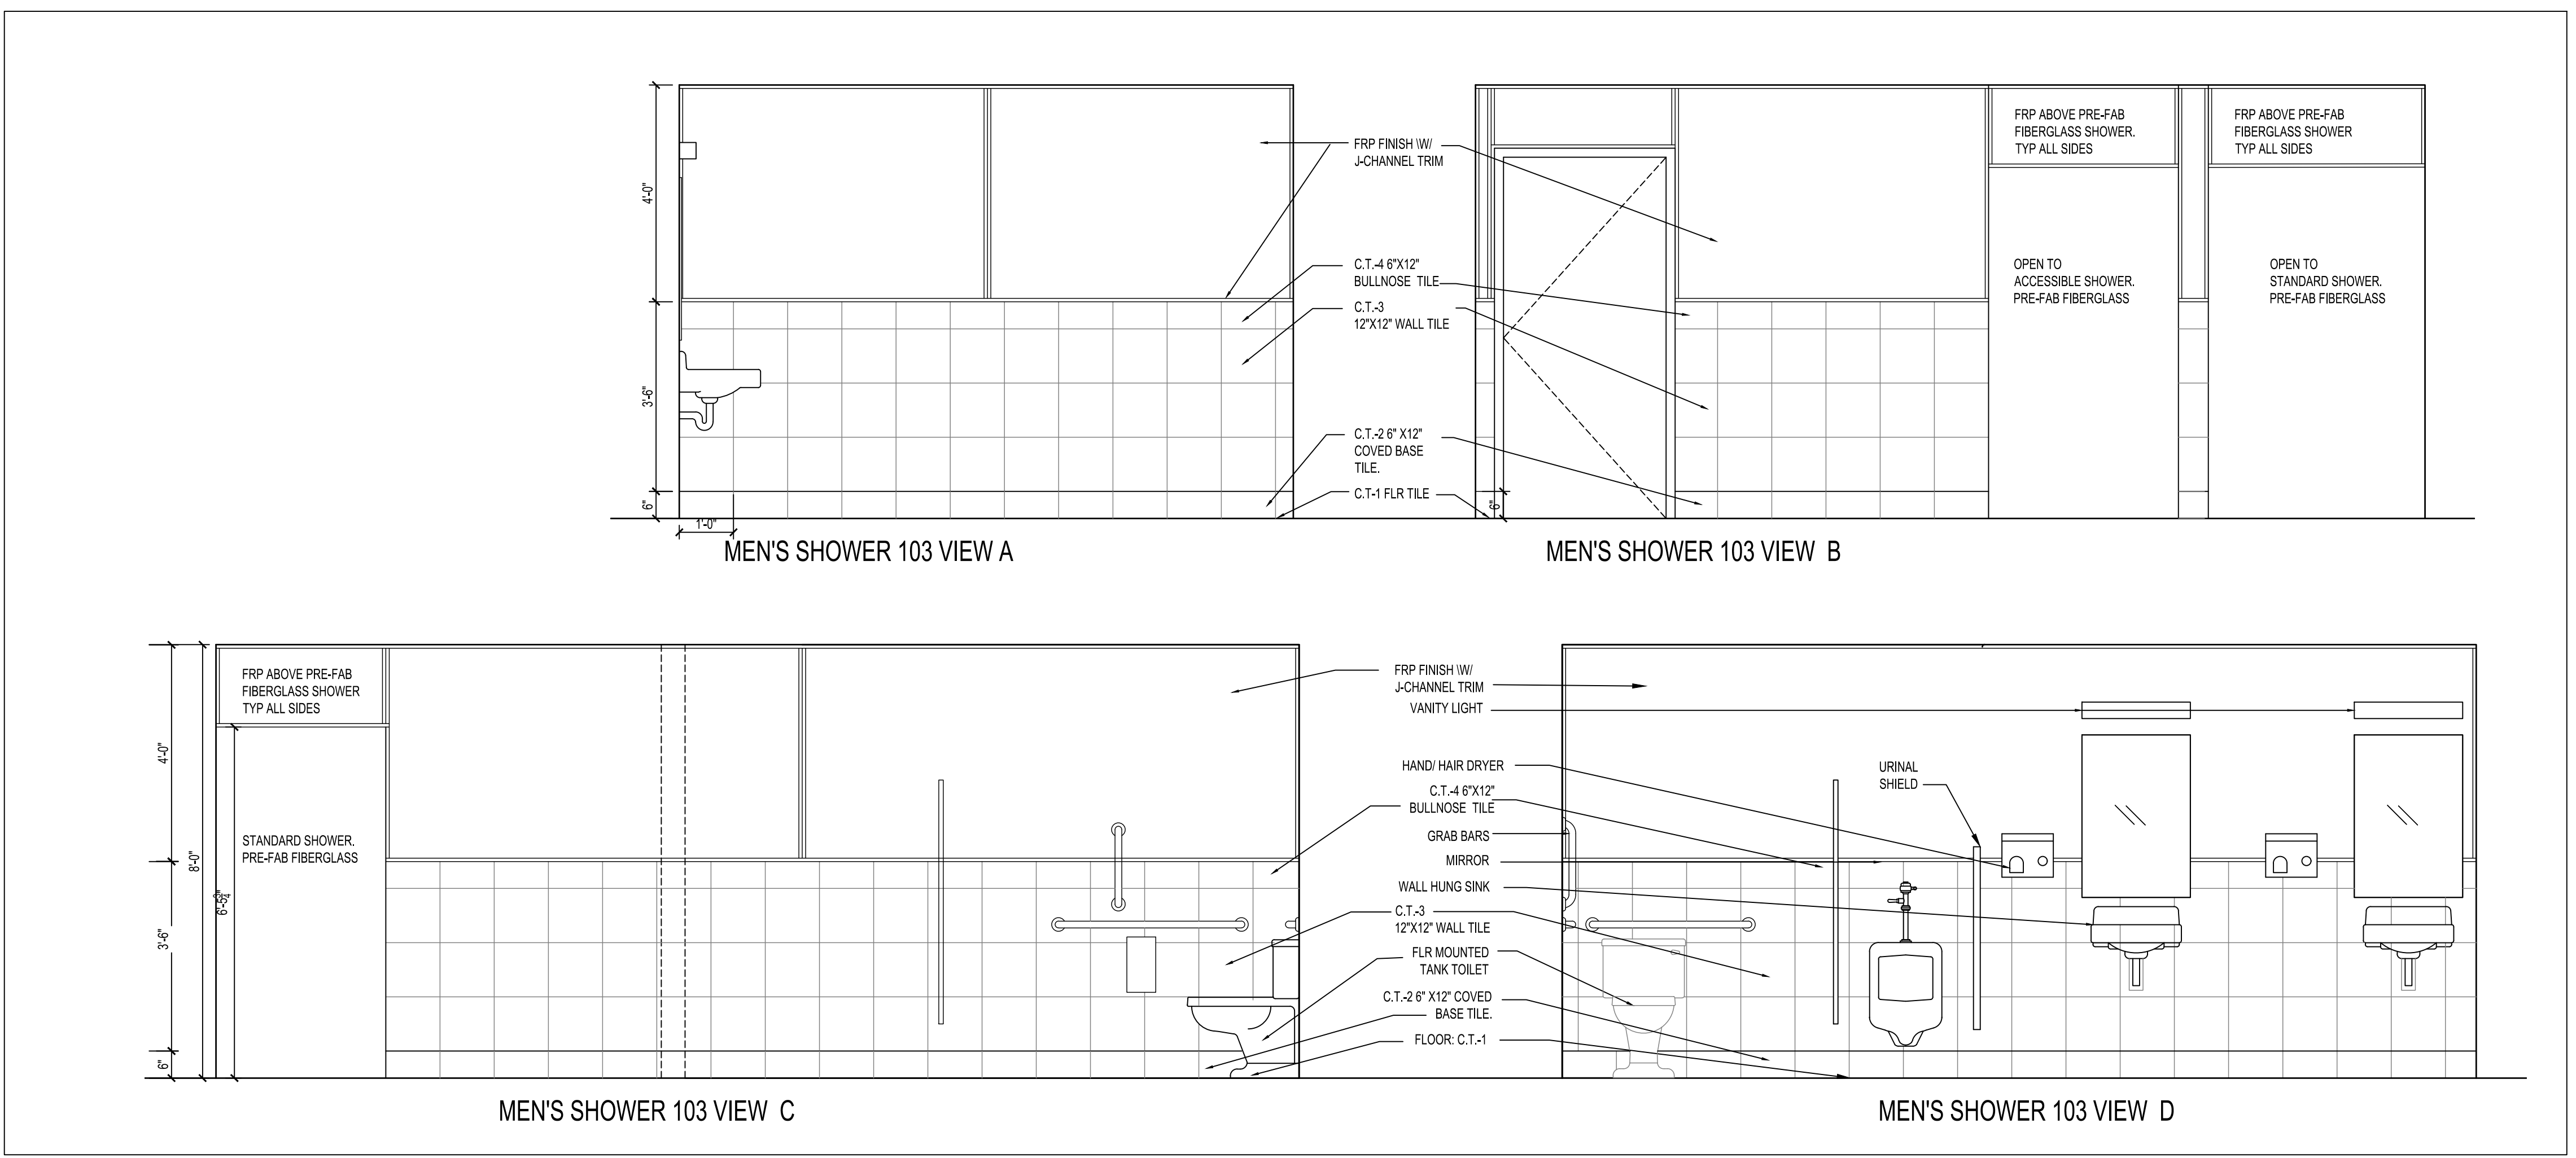 FRP ABOVE PRE-FAB
FIBERGLASS SHOWER.
TYP ALL SIDES
FRP ABOVE PRE-FAB
FIBERGLASS SHOWER
TYP ALL SIDES
FRP FINISH \W/
J-CHANNEL TRIM
4'-0"
C.T.-4 6"X12"
BULLNOSE TILE
C.T.-3
12"X12" WALL TILE
OPEN TO
ACCESSIBLE SHOWER.
PRE-FAB FIBERGLASS
OPEN TO
STANDARD SHOWER.
PRE-FAB FIBERGLASS
3'-6"
C.T.-2 6" X12"
COVED BASE
TILE.
C.T-1 FLR TILE
6"
6"
1'-0"
MEN'S SHOWER 103 VIEW A
MEN'S SHOWER 103 VIEW B
FRP ABOVE PRE-FAB
FIBERGLASS SHOWER
TYP ALL SIDES
4'-0"
8'-0"
6'-5¾"
3'-6"
6"
STANDARD SHOWER.
PRE-FAB FIBERGLASS
FRP FINISH \W/
J-CHANNEL TRIM
VANITY LIGHT
HAND/ HAIR DRYER
C.T.-4 6"X12"
BULLNOSE TILE
GRAB BARS
MIRROR
WALL HUNG SINK
C.T.-3
12"X12" WALL TILE
FLR MOUNTED
TANK TOILET
C.T.-2 6" X12" COVED
BASE TILE.
FLOOR: C.T.-1
URINAL
SHIELD
MEN'S SHOWER 103 VIEW C
MEN'S SHOWER 103 VIEW D